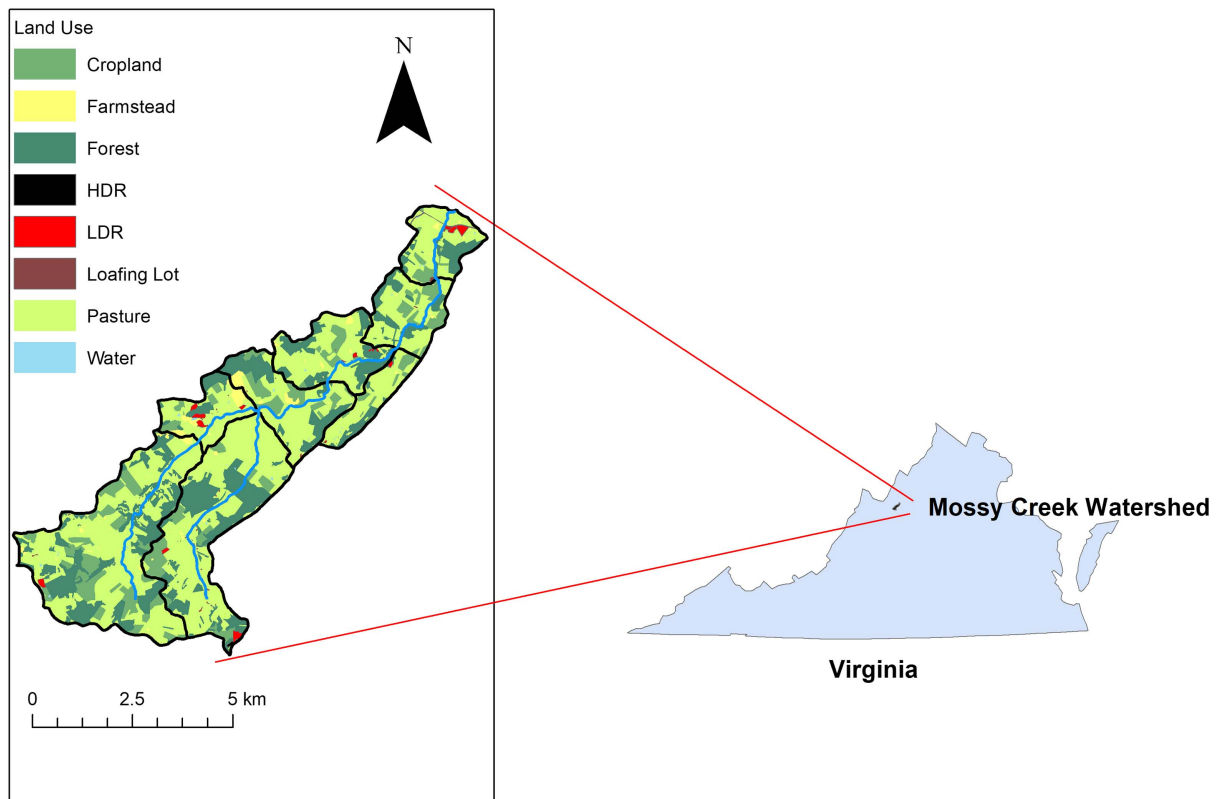 Land Use
Cropland
Farmstead
Forest
HDR
LDR
Loafing Lot
Pasture
Water
N
0 2.5 5 km
Mossy Creek Watershed
Virginia